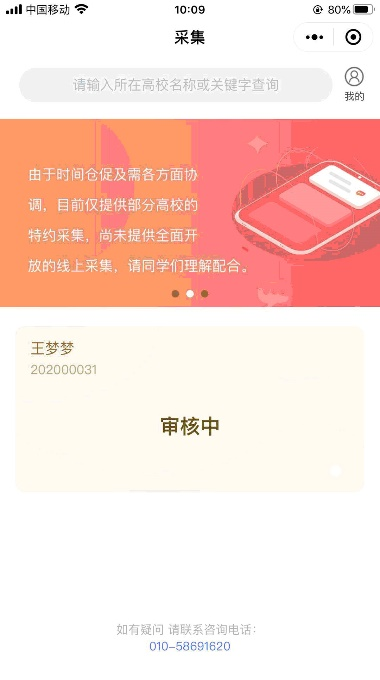 中国移动
10:09
80%
采集
请输入所在高校名称或关键字查询
我的
由于时间仓促及需各方面协
调，目前仅提供部分高校的
特约采集，尚未提供全面开
放的线上采集，请同学们理解配合。
王梦梦
202000031
审核中
如有疑问 请联系咨询电话：
010-58691620